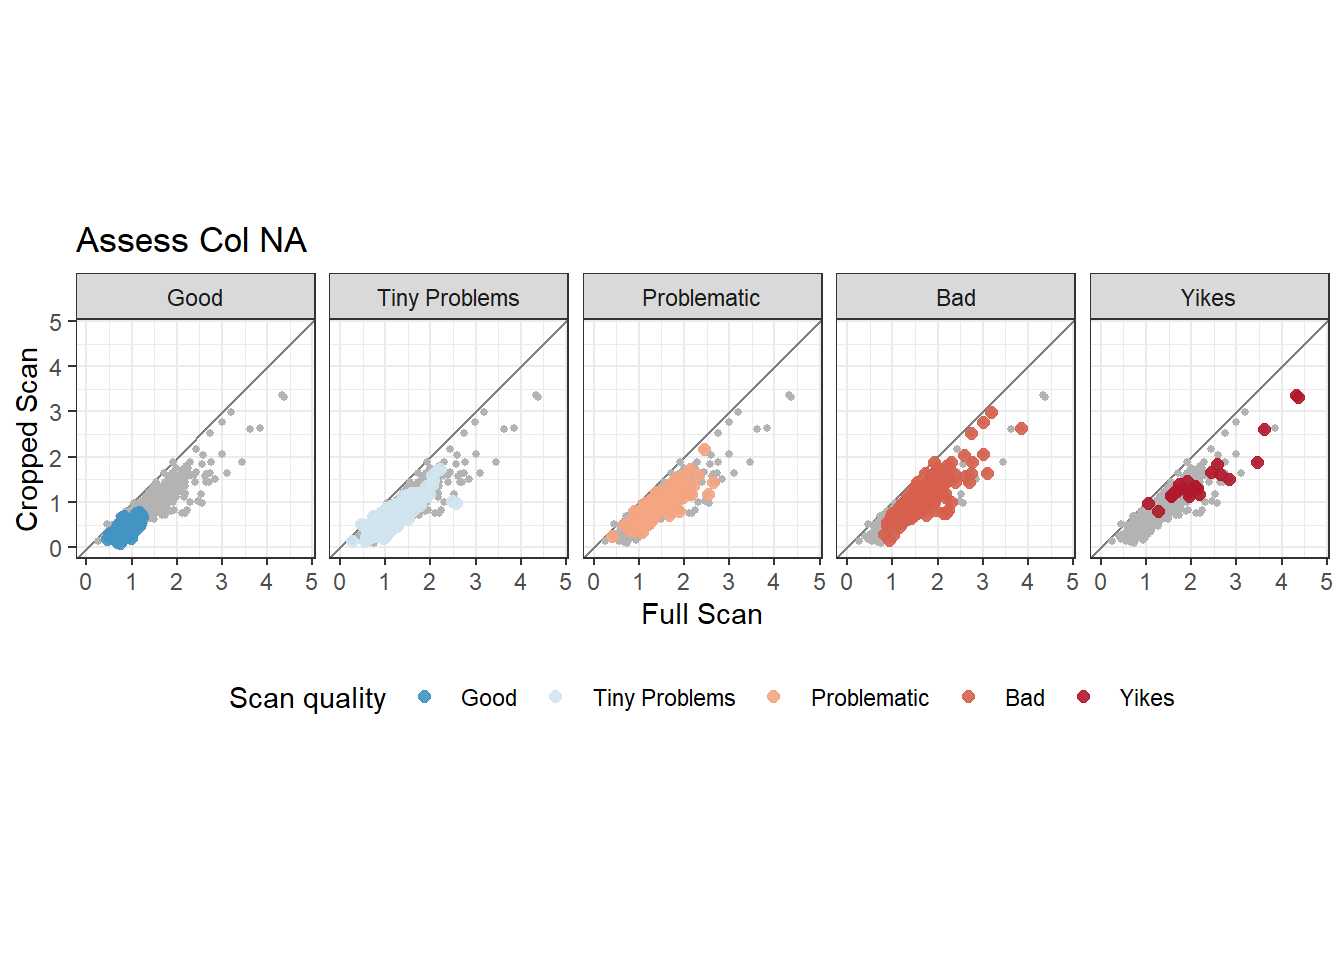 Assess Col NA
Good Tiny Problems Problematic Bad Yikes
5
4
3
2
1
0
Cropped Scan
0 1 2 3 4 5 0 1 2 3 4 5 0 1 2 3 4 5 0 1 2 3 4 5 0 1 2 3 4 5
Full Scan
Scan quality Good Tiny Problems Problematic Bad Yikes